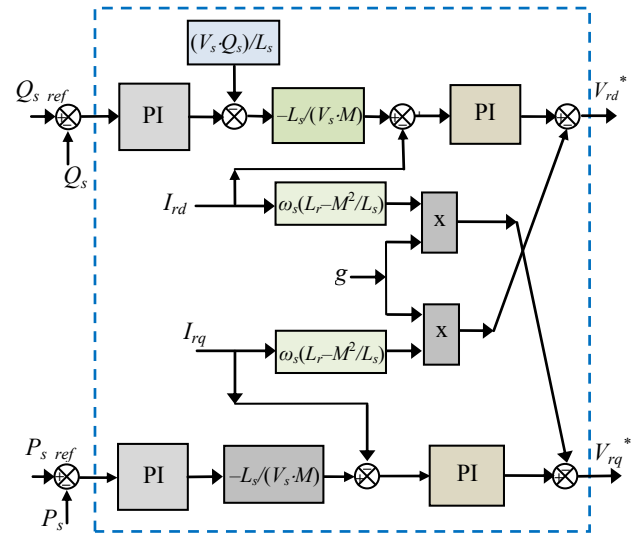 (Vs·Qs)/Ls
Qs ref
PI
−Ls/(Vs·M)
PI
Vrd*
Qs
Ird
ωs(Lr–M²/Ls)
x
g
Irq
ωs(Lr–M²/Ls)
x
Ps ref
PI
−Ls/(Vs·M)
PI
Vrq*
Ps